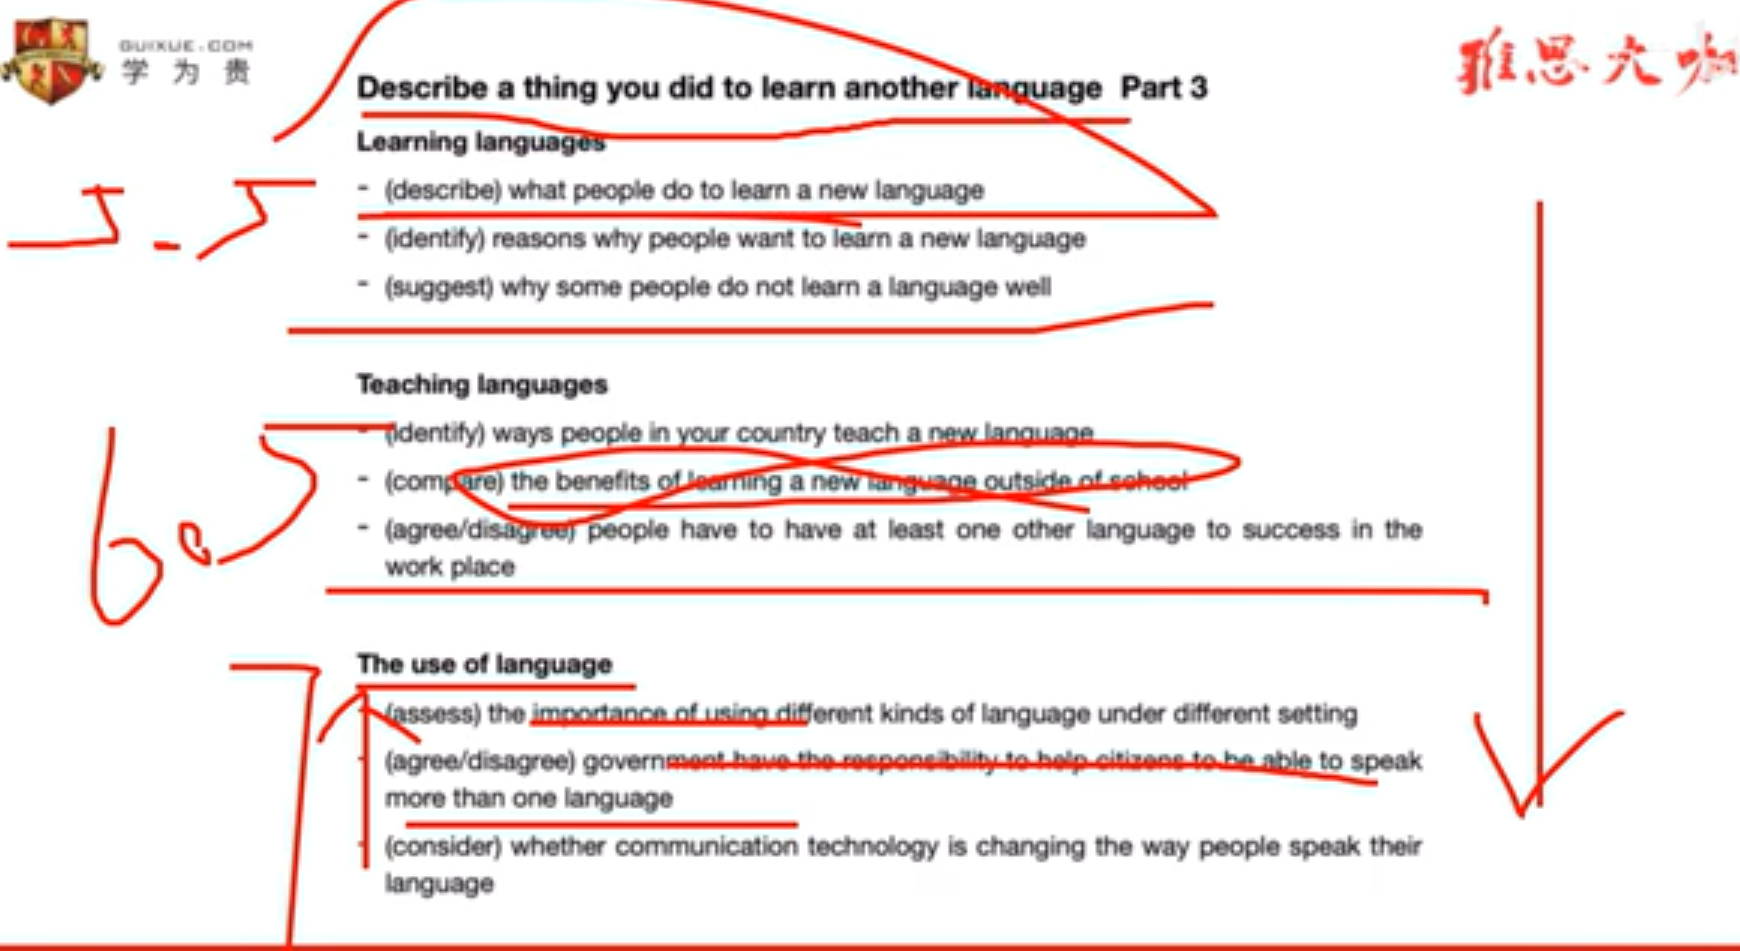 GUIXUE.COM
学为贵
雅思大咖
Describe a thing you did to learn another language Part 3
Learning languages
- (describe) what people do to learn a new language
- (identify) reasons why people want to learn a new language
- (suggest) why some people do not learn a language well
5.5
Teaching languages
- (identify) ways people in your country teach a new language
- (compare) the benefits of learning a new language outside of school
- (agree/disagree) people have to have at least one other language to success in the
work place
6.5
The use of language
- (assess) the importance of using different kinds of language under different setting
- (agree/disagree) government have the responsibility to help citizens to be able to speak
more than one language
- (consider) whether communication technology is changing the way people speak their
language
7